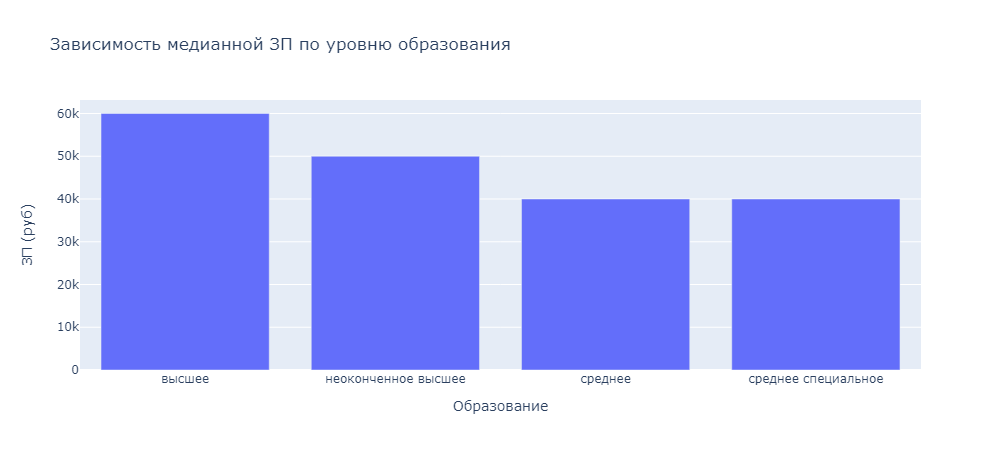 Зависимость медианной ЗП по уровню образования
ЗП (руб)
60k
50k
40k
30k
20k
10k
0
высшее
неоконченное высшее
среднее
среднее специальное
Образование